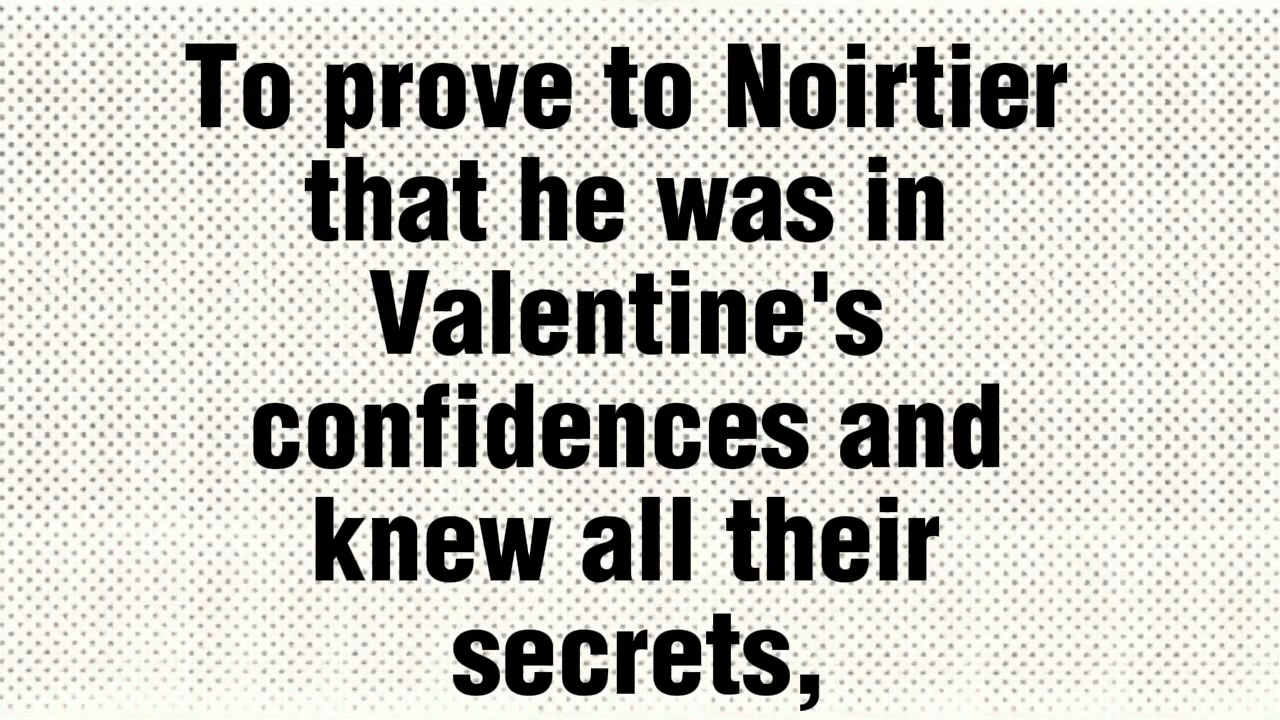 To prove to Noirtier
that he was in
Valentine's
confidences and
knew all their
secrets,